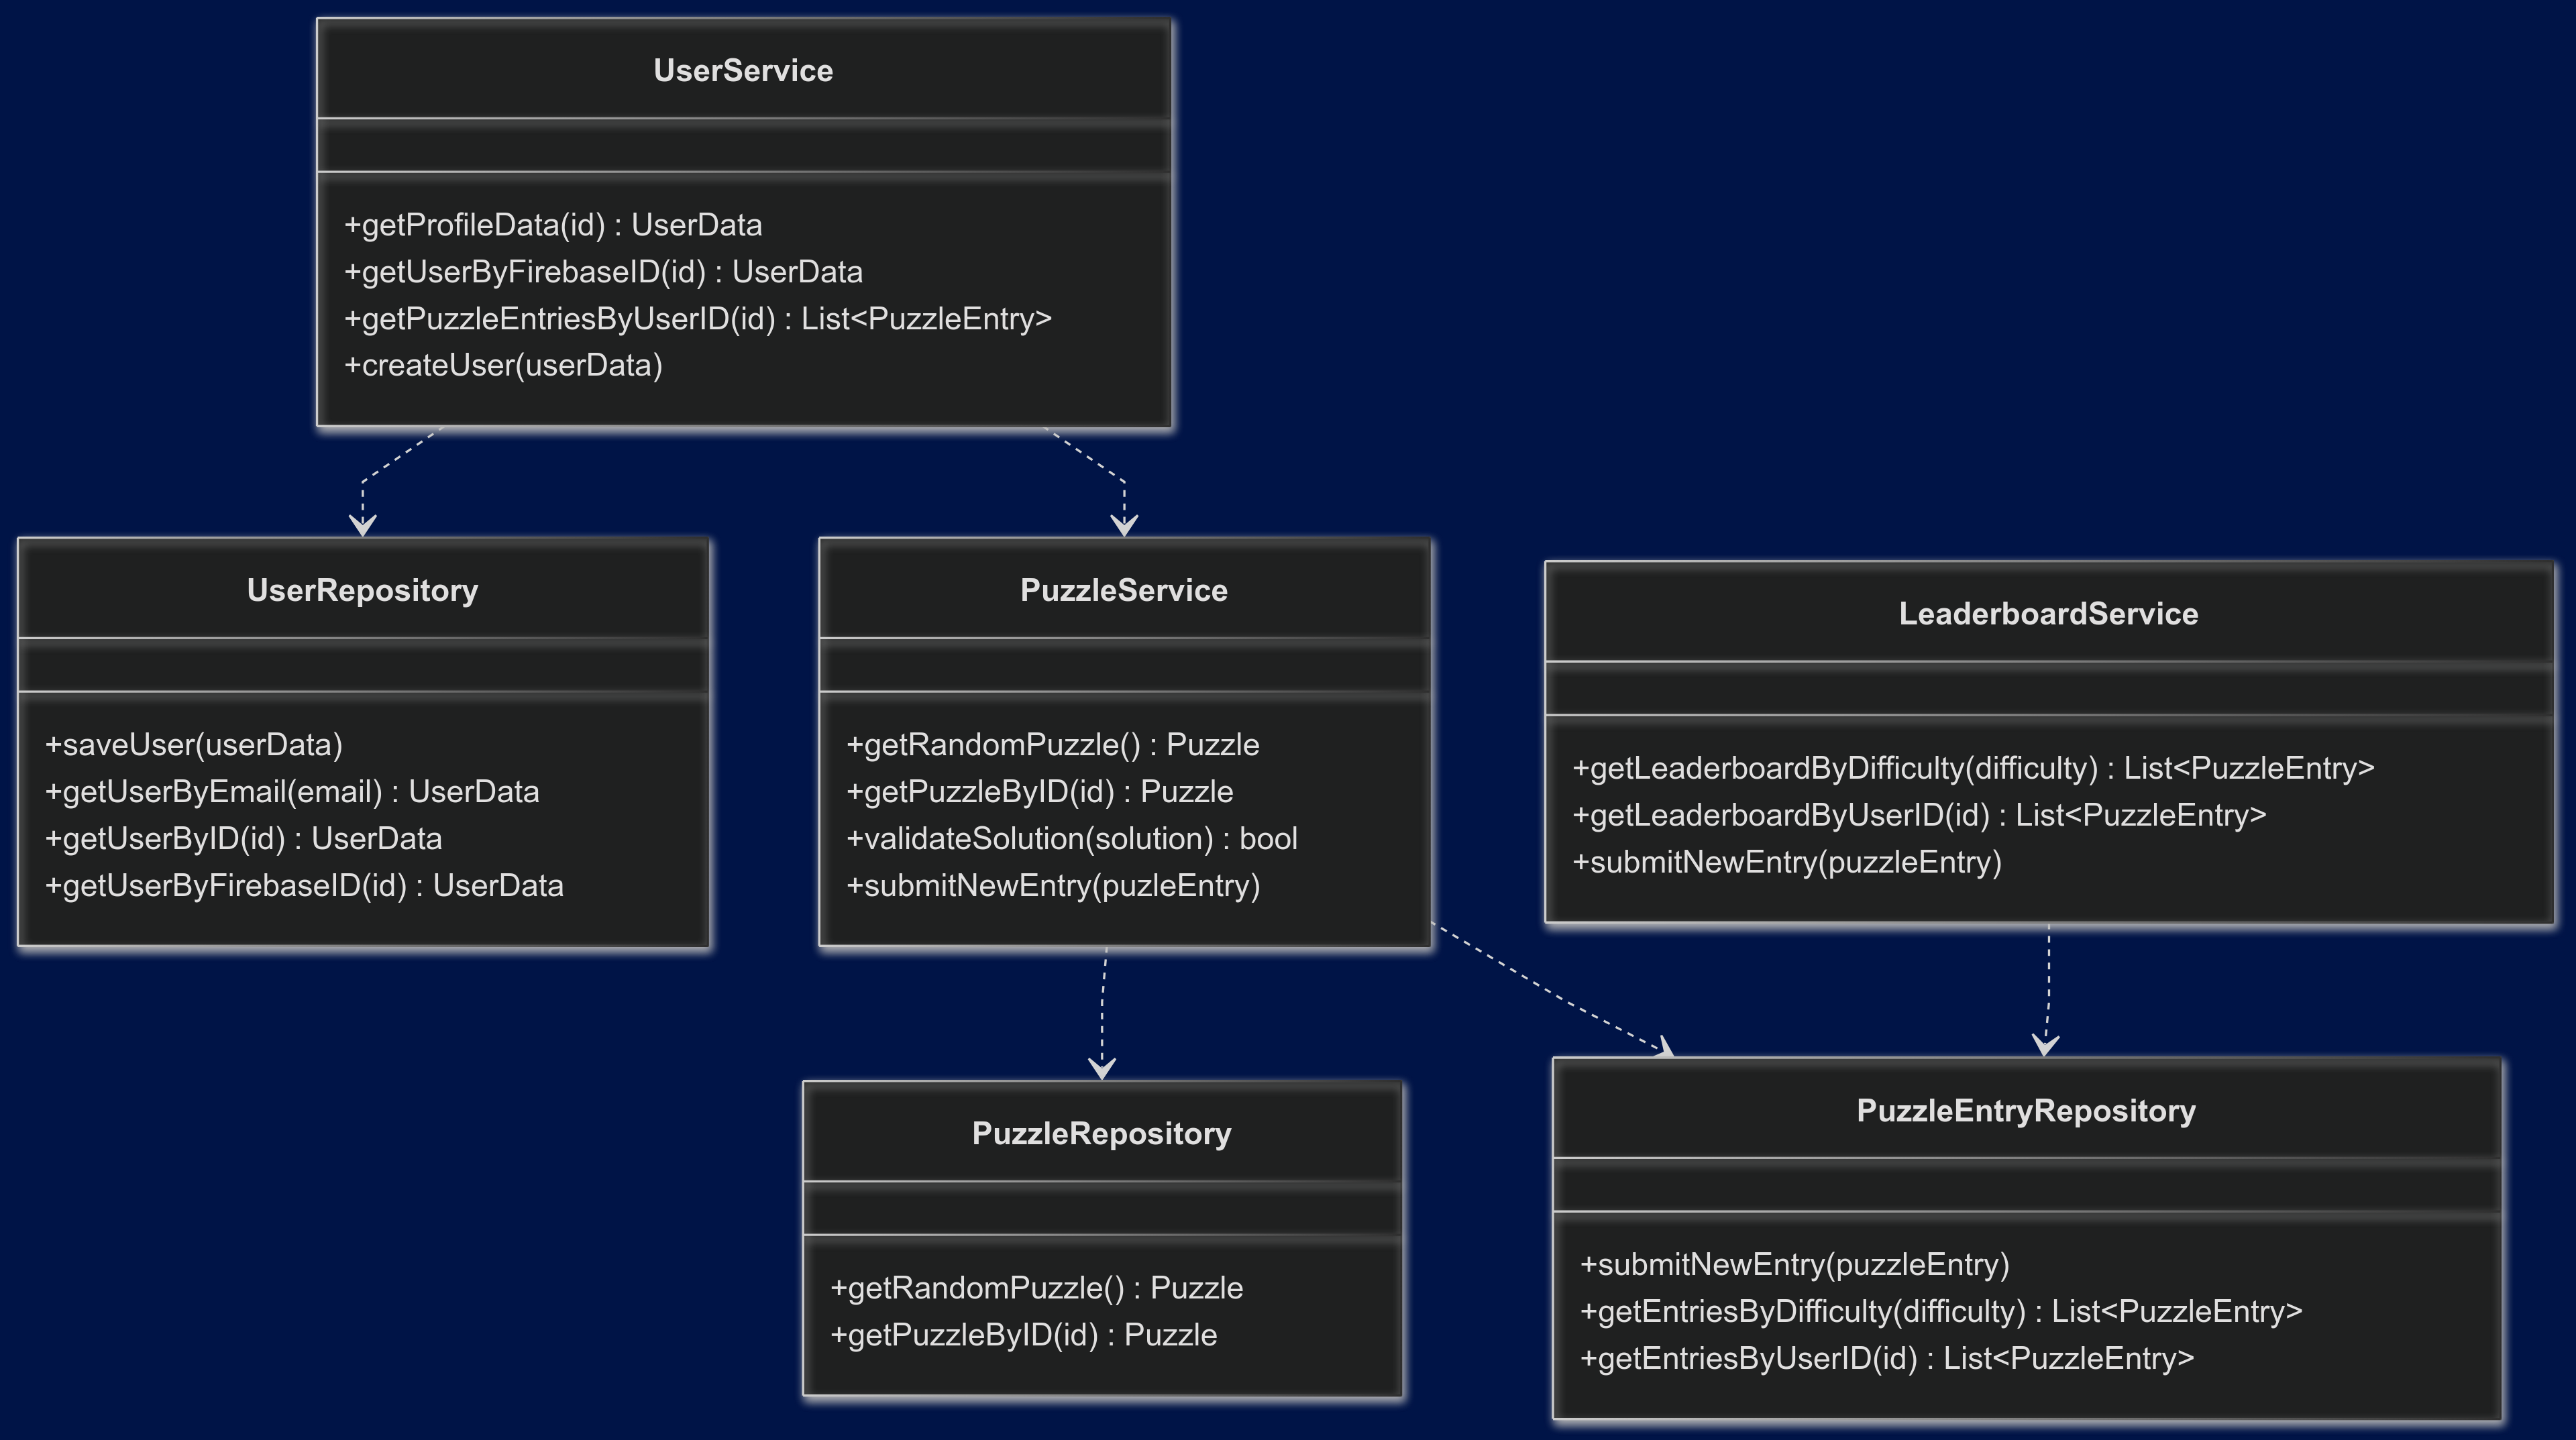 UserService
+getProfileData(id) : UserData
+getUserByFirebaseID(id) : UserData
+getPuzzleEntriesByUserID(id) : List<PuzzleEntry>
+createUser(userData)
UserRepository
+saveUser(userData)
+getUserByEmail(email) : UserData
+getUserByID(id) : UserData
+getUserByFirebaseID(id) : UserData
PuzzleService
+getRandomPuzzle() : Puzzle
+getPuzzleByID(id) : Puzzle
+validateSolution(solution) : bool
+submitNewEntry(puzleEntry)
LeaderboardService
+getLeaderboardByDifficulty(difficulty) : List<PuzzleEntry>
+getLeaderboardByUserID(id) : List<PuzzleEntry>
+submitNewEntry(puzzleEntry)
PuzzleRepository
+getRandomPuzzle() : Puzzle
+getPuzzleByID(id) : Puzzle
PuzzleEntryRepository
+submitNewEntry(puzzleEntry)
+getEntriesByDifficulty(difficulty) : List<PuzzleEntry>
+getEntriesByUserID(id) : List<PuzzleEntry>